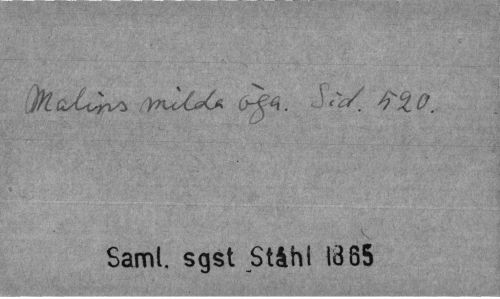 Malins milda öga. Sid. 520.
Saml. sgst Ståhl 1865